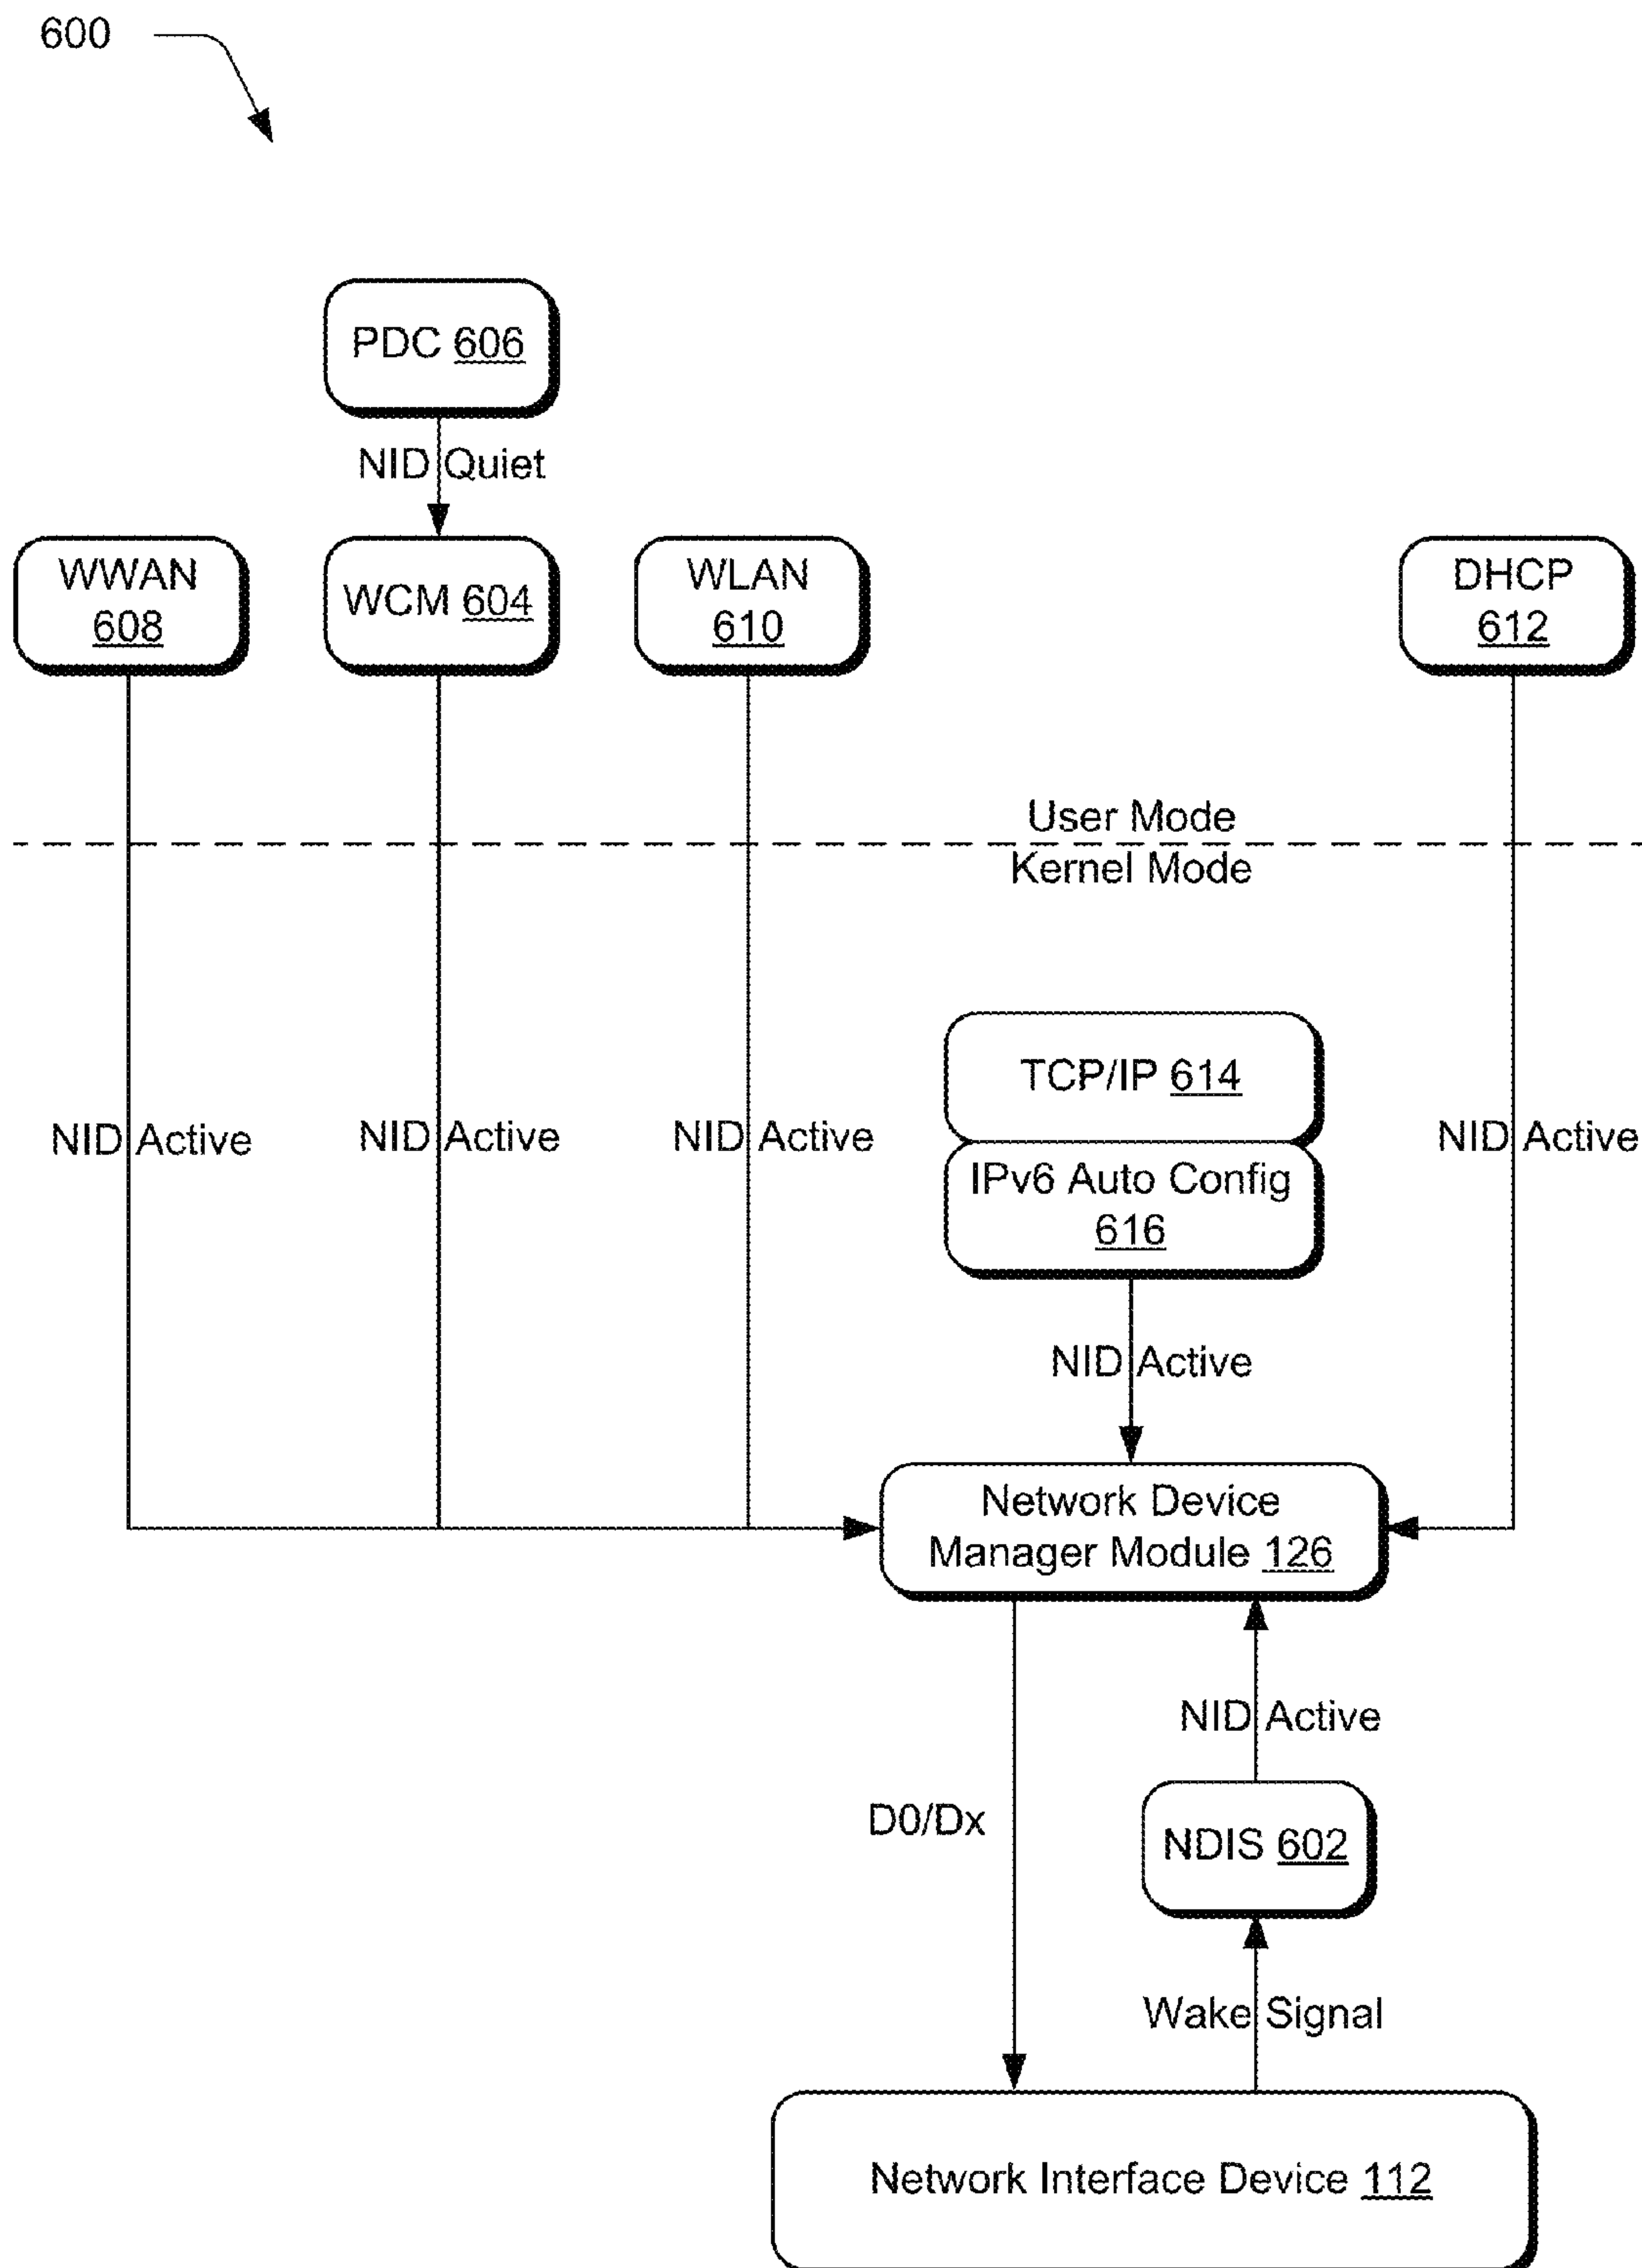 600
PDC 606
NID Quiet
WWAN
608
WCM 604
WLAN
610
DHCP
612
User Mode
Kernel Mode
TCP/IP 614
NID Active
NID Active
NID Active
NID Active
IPv6 Auto Config
616
NID Active
Network Device
Manager Module 126
NID Active
D0/Dx
NDIS 602
Wake Signal
Network Interface Device 112